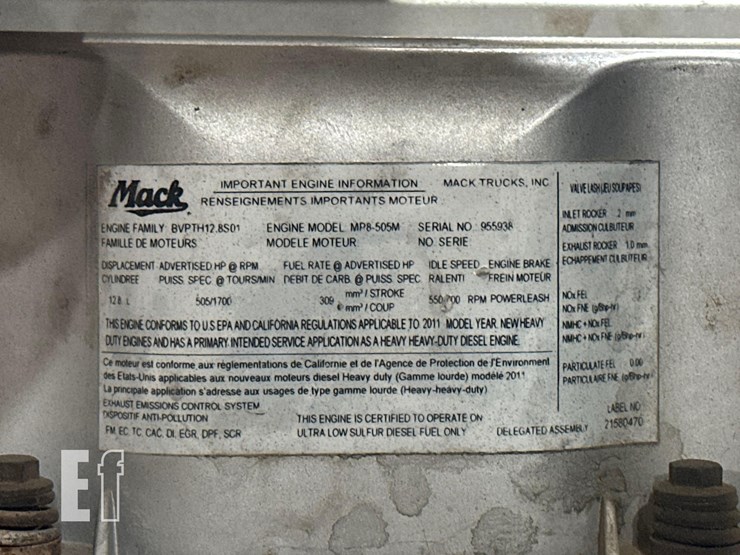 Mack
IMPORTANT ENGINE INFORMATION MACK TRUCKS, INC
RENSEIGNEMENTS IMPORTANTS MOTEUR
ENGINE FAMILY BVPTH12.8S01 ENGINE MODEL MP8-505M SERIAL NO 955938
FAMILLE DE MOTEURS MODELE MOTEUR NO. SERIE
DISPLACEMENT ADVERTISED HP @ RPM FUEL RATE @ ADVERTISED HP IDLE SPEED ENGINE BRAKE
CYLINDREE PUISS SPEC @ TOURS/MIN DEBIT DE CARB. @ PUISS SPEC RALENTI FREIN MOTEUR
12.8 L 505/1700 309 mm³ / STROKE
mm³ / COUP
RPM POWERLEASH
THIS ENGINE CONFORMS TO U.S EPA AND CALIFORNIA REGULATIONS APPLICABLE TO 2011 MODEL YEAR. NEW HEAVY
DUTY ENGINES AND HAS A PRIMARY INTENDED SERVICE APPLICATION AS A HEAVY HEAVY-DUTY DIESEL ENGINE.
Ce moteur est conforme aux réglementations de Californie et de l'Agence de Protection de l'Environement
des Etats-Unis applicables aux nouveaux moteurs diesel Heavy duty (Gamme lourde) modèlé 2011
La principale application s'adresse aux usages de type gamme lourde (Heavy-heavy-duty)
EXHAUST EMISSIONS CONTROL SYSTEM
DISPOSITIF ANTI-POLLUTION
FM, EC, TC, CAC, DI, EGR, DPF, SCR
THIS ENGINE IS CERTIFIED TO OPERATE ON
ULTRA LOW SULFUR DIESEL FUEL ONLY
DELEGATED ASSEMBLY
VALVE LASH (JEU SOUPAPES)
INLET ROCKER 2 mm
ADMISSION CULBUTEUR
EXHAUST ROCKER 1.0 mm
ECHAPPEMENT CULBUTEUR
NOx FEL
NOx FNE (g/Bhp-hr)
NMHC + NOx FEL
NMHC + NOx FNE (g/Bhp-hr)
PARTICULATE FEL 0.00
PARTICULAIRE FNE (g/Bhp-hr)
LABEL NO
21580470
Ef